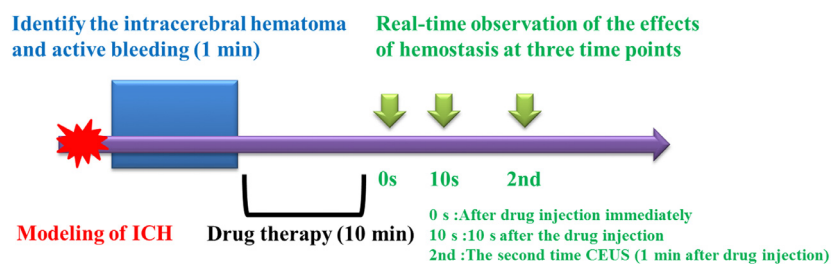 Identify the intracerebral hematoma
and active bleeding (1 min)
Real-time observation of the effects
of hemostasis at three time points
0s
10s
2nd
Modeling of ICH
Drug therapy (10 min)
0 s :After drug injection immediately
10 s :10 s after the drug injection
2nd :The second time CEUS (1 min after drug injection)